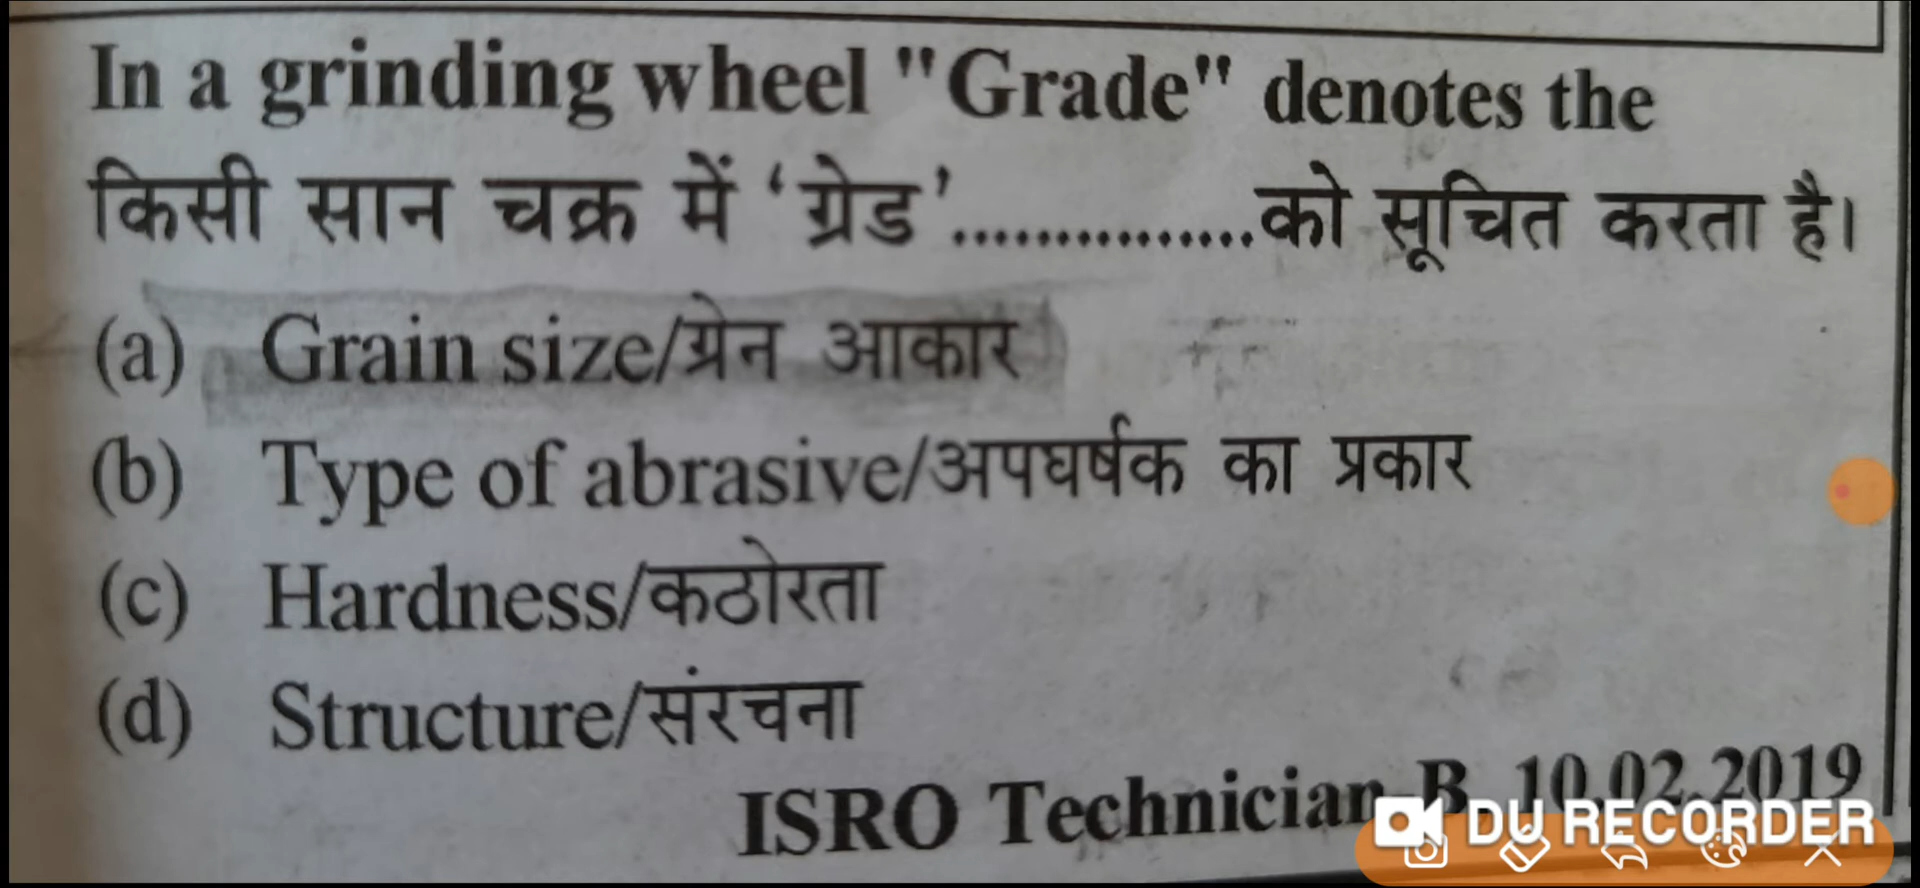 In a grinding wheel "Grade" denotes the
किसी सान चक्र में ‘ग्रेड’...............को सूचित करता है।
(a) Grain size/ग्रेन आकार
(b) Type of abrasive/अपघर्षक का प्रकार
(c) Hardness/कठोरता
(d) Structure/संरचना
ISRO Technician-B, 10.02.2019
DU RECORDER